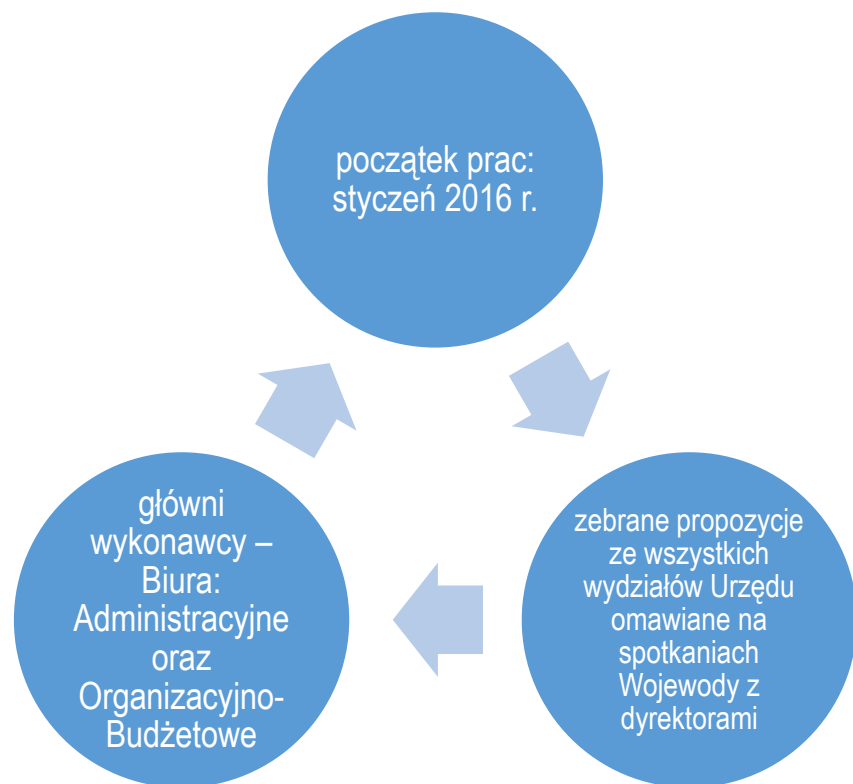 początek prac:
styczeń 2016 r.
zebrane propozycje
ze wszystkich
wydziałów Urzędu
omawiane na
spotkaniach
Wojewody z
dyrektorami
główni
wykonawcy –
Biura:
Administracyjne
oraz
Organizacyjno-
Budżetowe